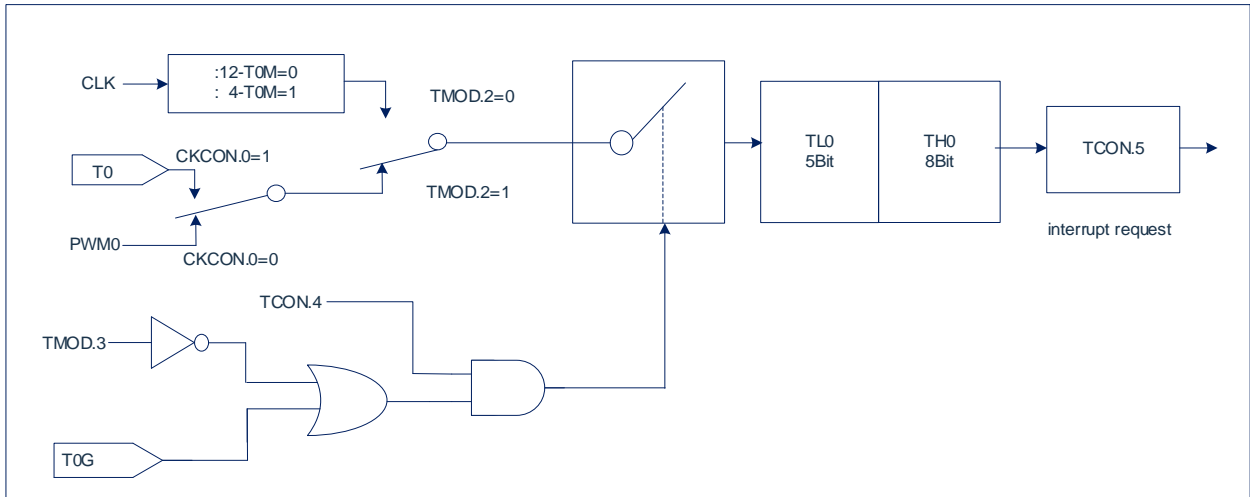 :12-T0M=0
: 4-T0M=1
CLK
TMOD.2=0
T0
CKCON.0=1
TMOD.2=1
PWM0
CKCON.0=0
TL0
5Bit
TH0
8Bit
TCON.5
interrupt request
TCON.4
TMOD.3
T0G